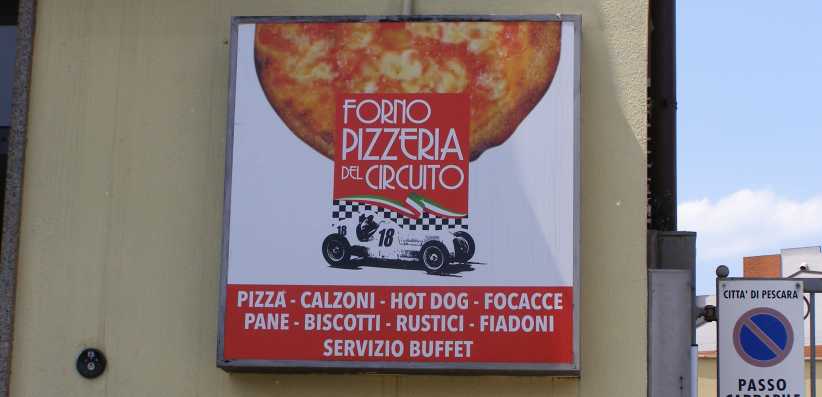 FORNO
PIZZERIA
DEL CIRCUITO
18
18
PIZZA - CALZONI - HOT DOG - FOCACCE
PANE - BISCOTTI - RUSTICI - FIADONI
SERVIZIO BUFFET
CITTA' DI PESCARA
PASSO